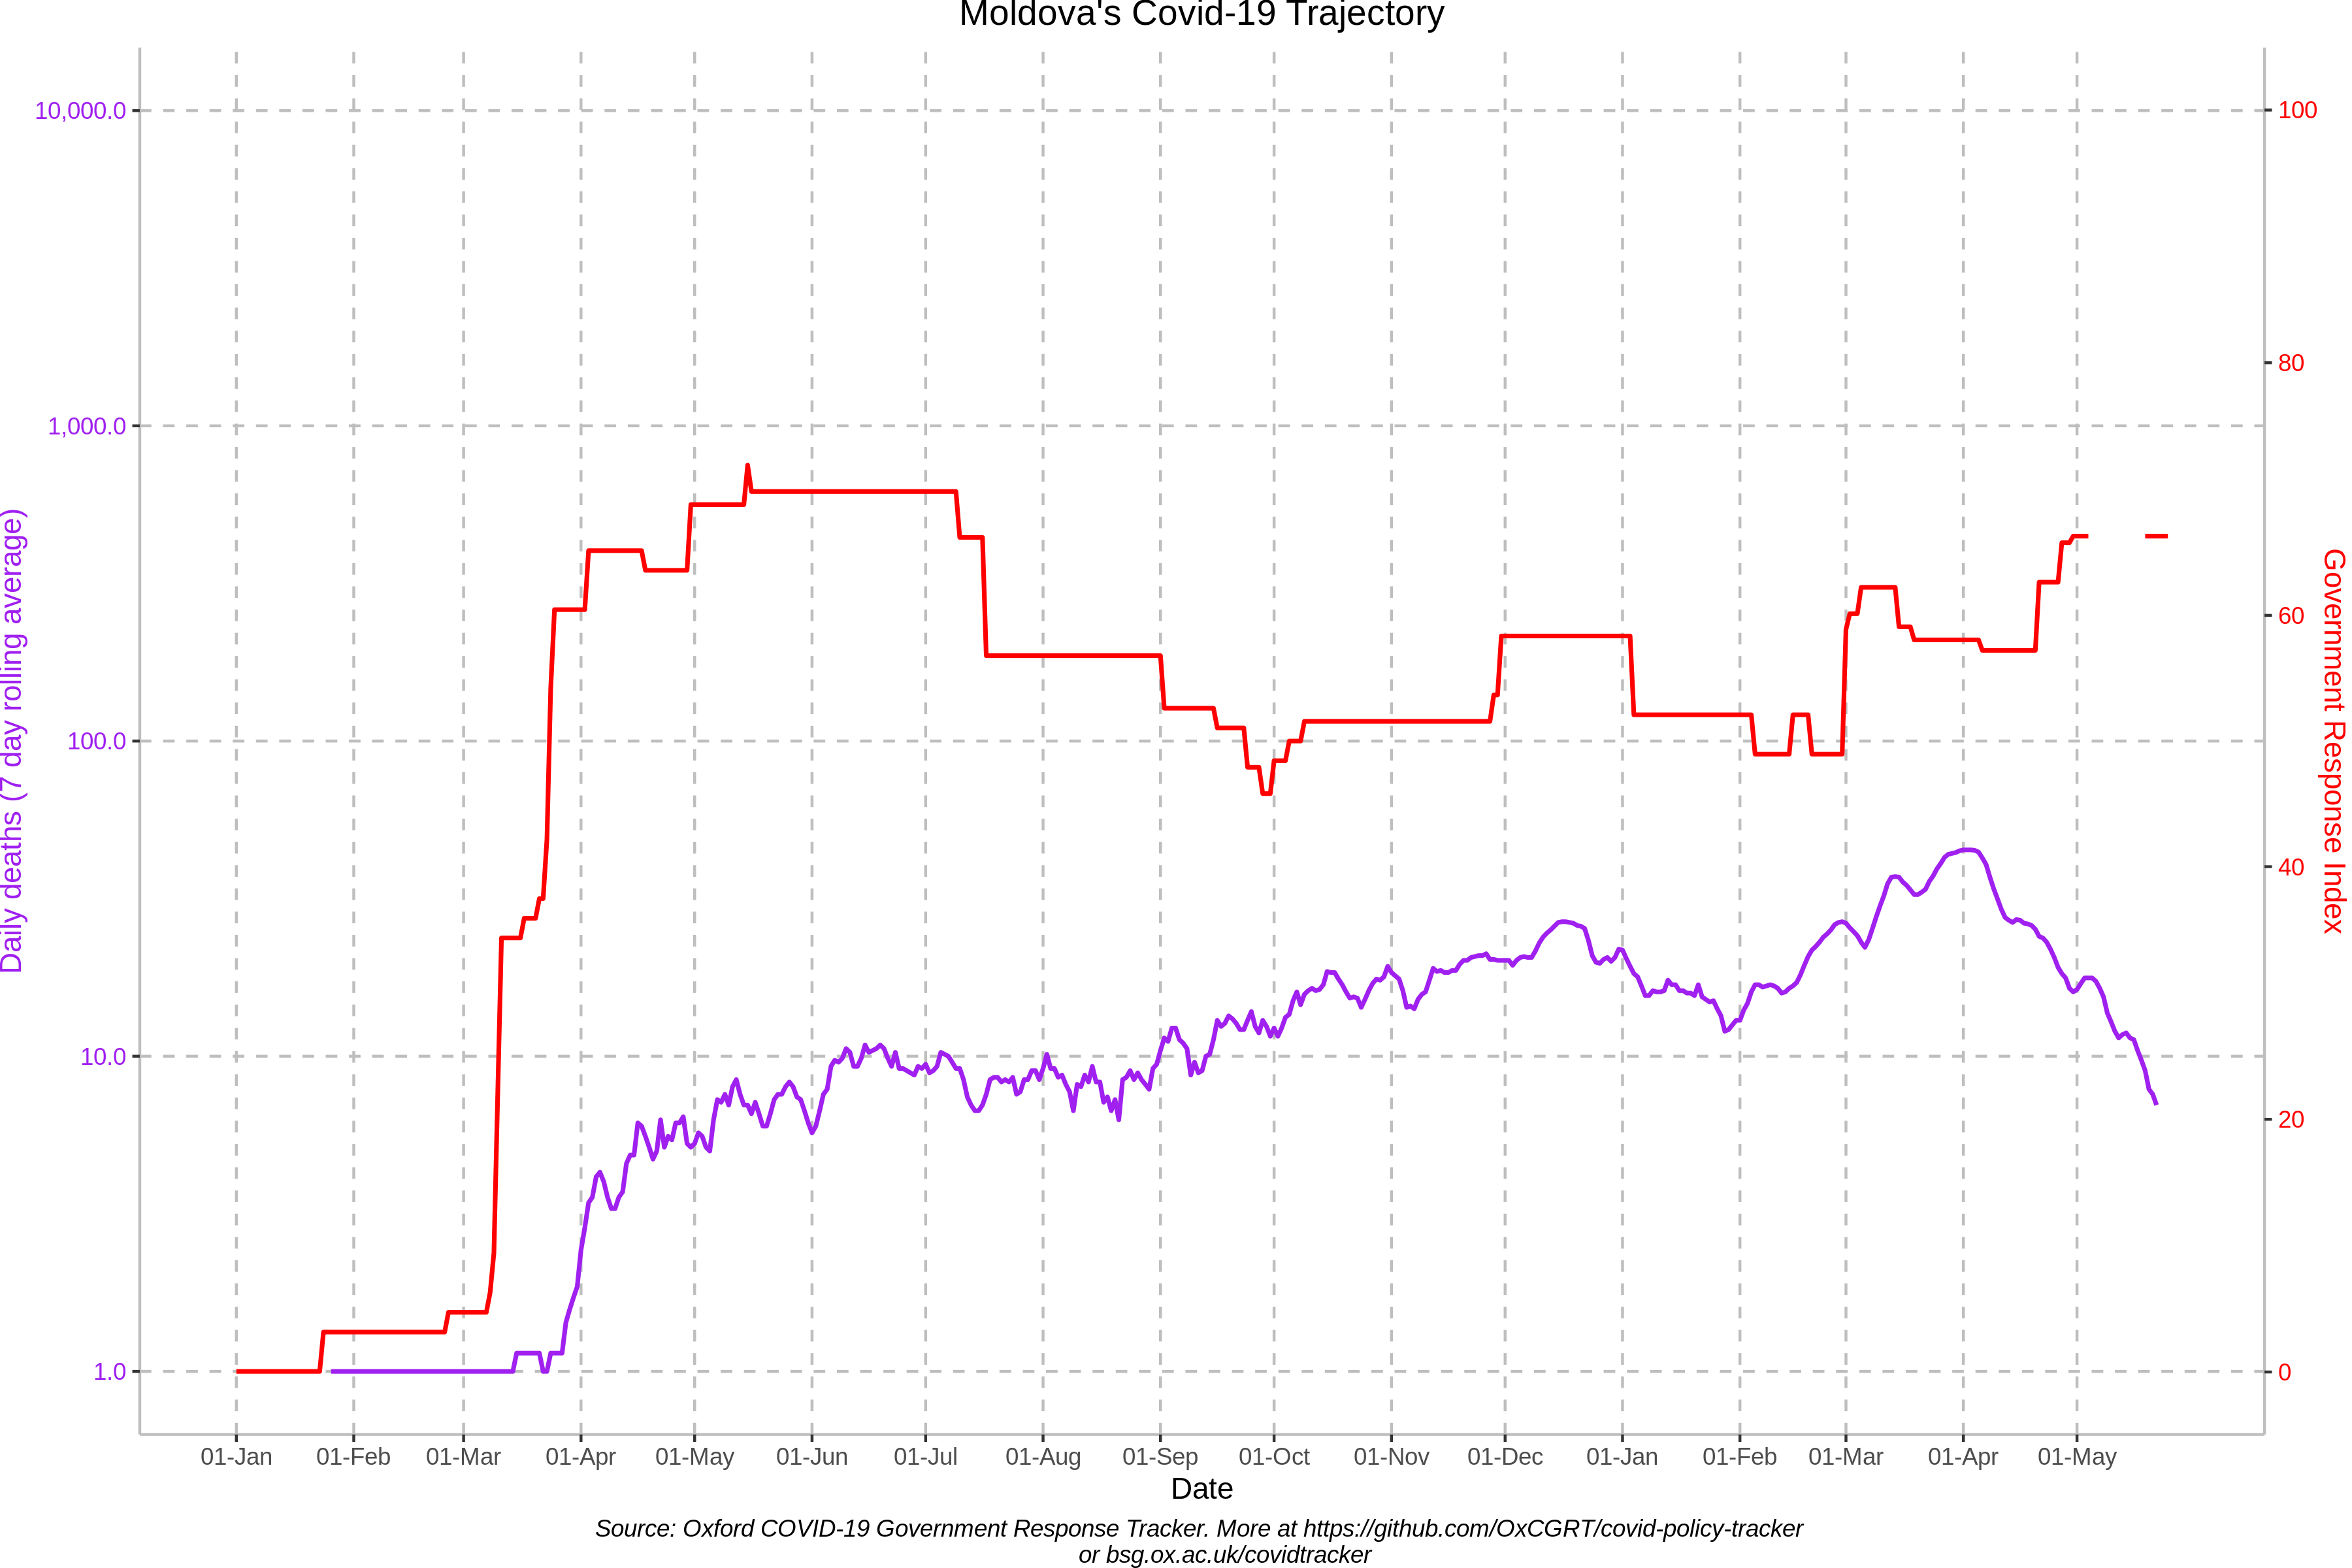 Moldova's Covid-19 Trajectory
10,000.0
1,000.0
100.0
10.0
1.0
Daily deaths (7 day rolling average)
100
80
60
40
20
0
Government Response Index
01-Jan 01-Feb 01-Mar 01-Apr 01-May 01-Jun 01-Jul 01-Aug 01-Sep 01-Oct 01-Nov 01-Dec 01-Jan 01-Feb 01-Mar 01-Apr 01-May
Date
Source: Oxford COVID-19 Government Response Tracker. More at https://github.com/OxCGRT/covid-policy-tracker
or bsg.ox.ac.uk/covidtracker